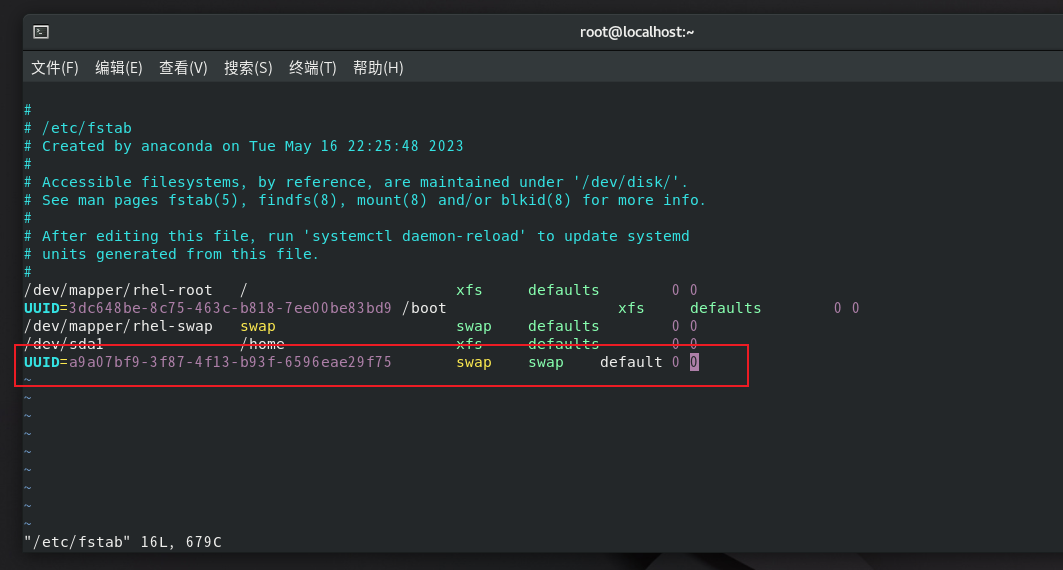 root@localhost:~
文件(F) 编辑(E) 查看(V) 搜索(S) 终端(T) 帮助(H)
#
# /etc/fstab
# Created by anaconda on Tue May 16 22:25:48 2023
#
# Accessible filesystems, by reference, are maintained under '/dev/disk/'.
# See man pages fstab(5), findfs(8), mount(8) and/or blkid(8) for more info.
#
# After editing this file, run 'systemctl daemon-reload' to update systemd
# units generated from this file.
#
/dev/mapper/rhel-root / xfs defaults 0 0
UUID=3dc648be-8c75-463c-b818-7ee00be83bd9 /boot xfs defaults 0 0
/dev/mapper/rhel-swap swap swap defaults 0 0
/dev/sda1 /home xfs defaults 0 0
UUID=a9a07bf9-3f87-4f13-b93f-6596eae29f75 swap swap default 0 0
~
~
~
~
~
~
~
~
~
"/etc/fstab" 16L, 679C